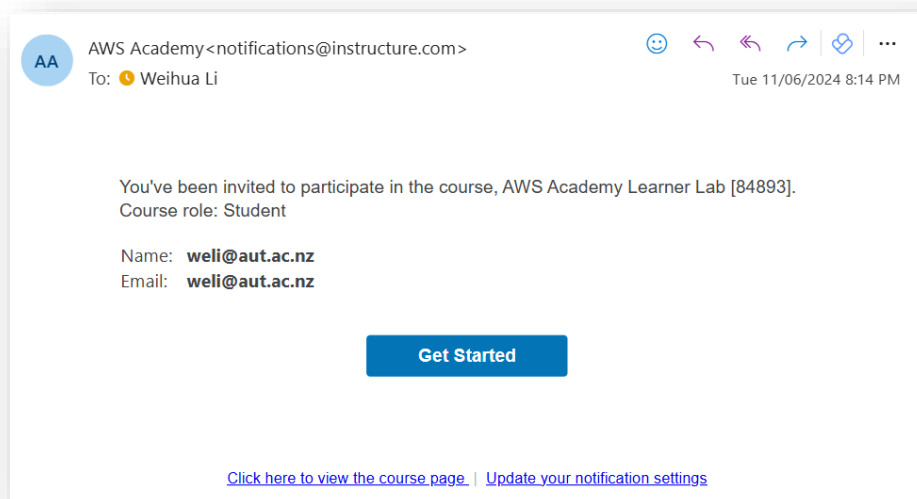 AA
AWS Academy<notifications@instructure.com>
To: Weihua Li
Tue 11/06/2024 8:14 PM
You've been invited to participate in the course, AWS Academy Learner Lab [84893].
Course role: Student
Name: weli@aut.ac.nz
Email: weli@aut.ac.nz
Get Started
Click here to view the course page | Update your notification settings